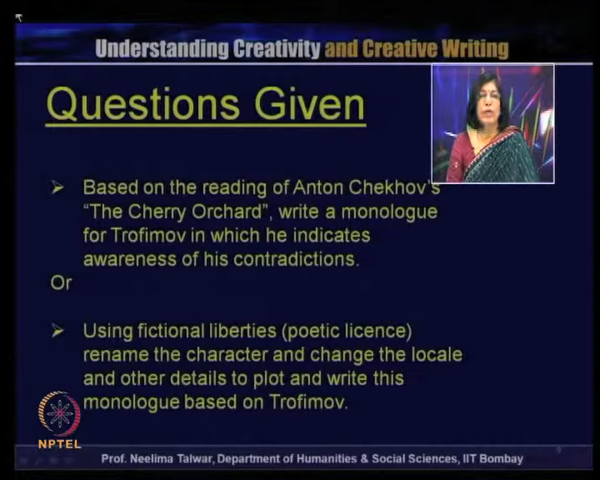 Understanding Creativity and Creative Writing
Questions Given
Based on the reading of Anton Chekhov's
"The Cherry Orchard", write a monologue
for Trofimov in which he indicates
awareness of his contradictions.
Or
Using fictional liberties (poetic licence)
rename the character and change the locale
and other details to plot and write this
monologue based on Trofimov.
NPTEL
Prof. Neelima Talwar, Department of Humanities & Social Sciences, IIT Bombay